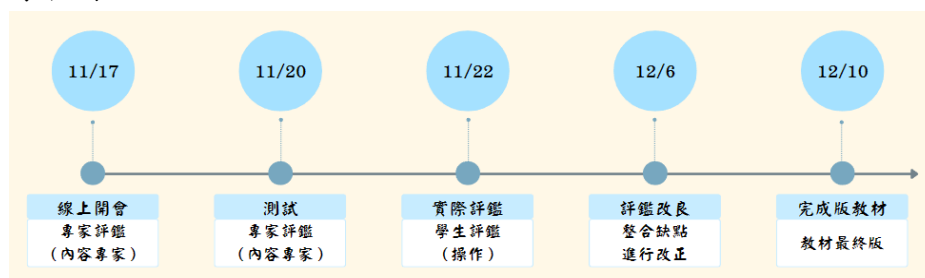 11/17
11/20
11/22
12/6
12/10
線上開會
專家評鑑
(內容專家)
測試
專家評鑑
(內容專家)
實際評鑑
學生評鑑
(操作)
評鑑改良
整合缺點
進行改正
完成版教材
教材最終版